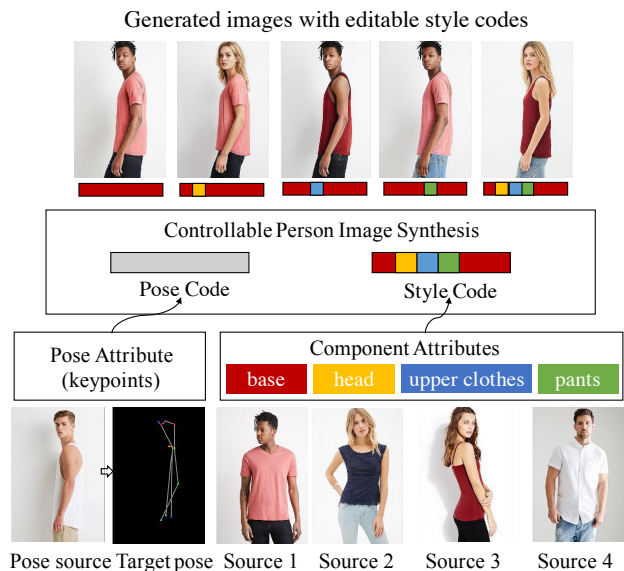 Generated images with editable style codes
Controllable Person Image Synthesis
Pose Code
Style Code
Pose Attribute
(keypoints)
Component Attributes
base
head
upper clothes
pants
Pose source
Target pose
Source 1
Source 2
Source 3
Source 4